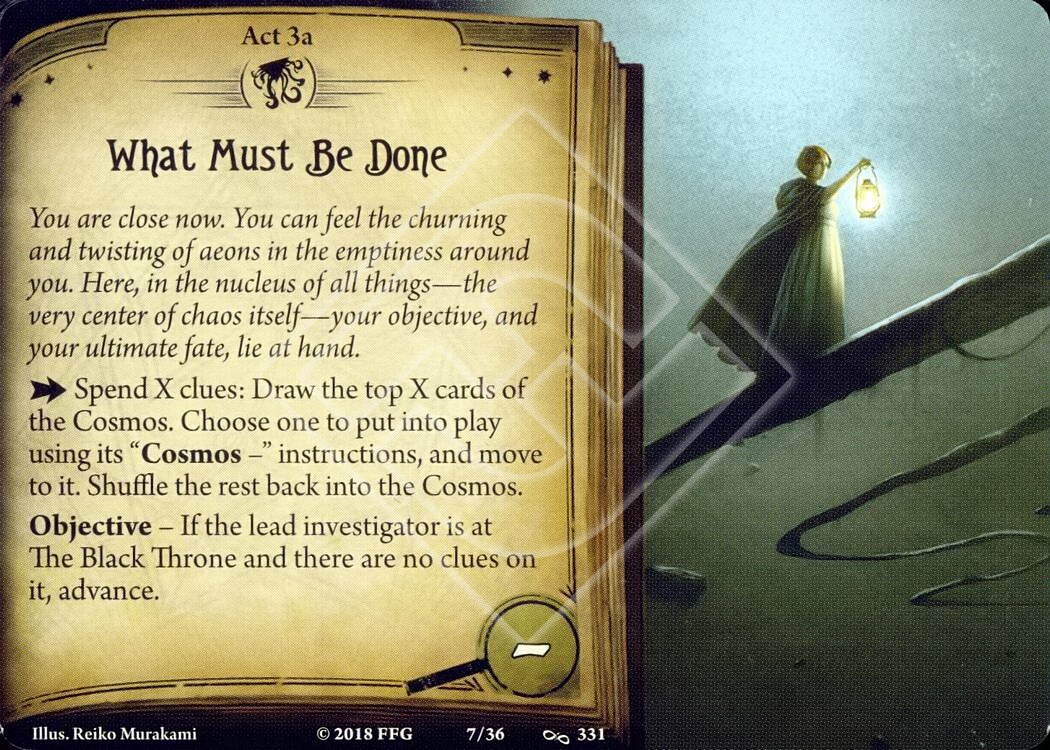 Act 3a
What Must Be Done
You are close now. You can feel the churning
and twisting of aeons in the emptiness around
you. Here, in the nucleus of all things—the
very center of chaos itself—your objective, and
your ultimate fate, lie at hand.
Spend X clues: Draw the top X cards of
the Cosmos. Choose one to put into play
using its “Cosmos –” instructions, and move
to it. Shuffle the rest back into the Cosmos.
Objective – If the lead investigator is at
The Black Throne and there are no clues on
it, advance.
–
Illus. Reiko Murakami © 2018 FFG 7/36 331